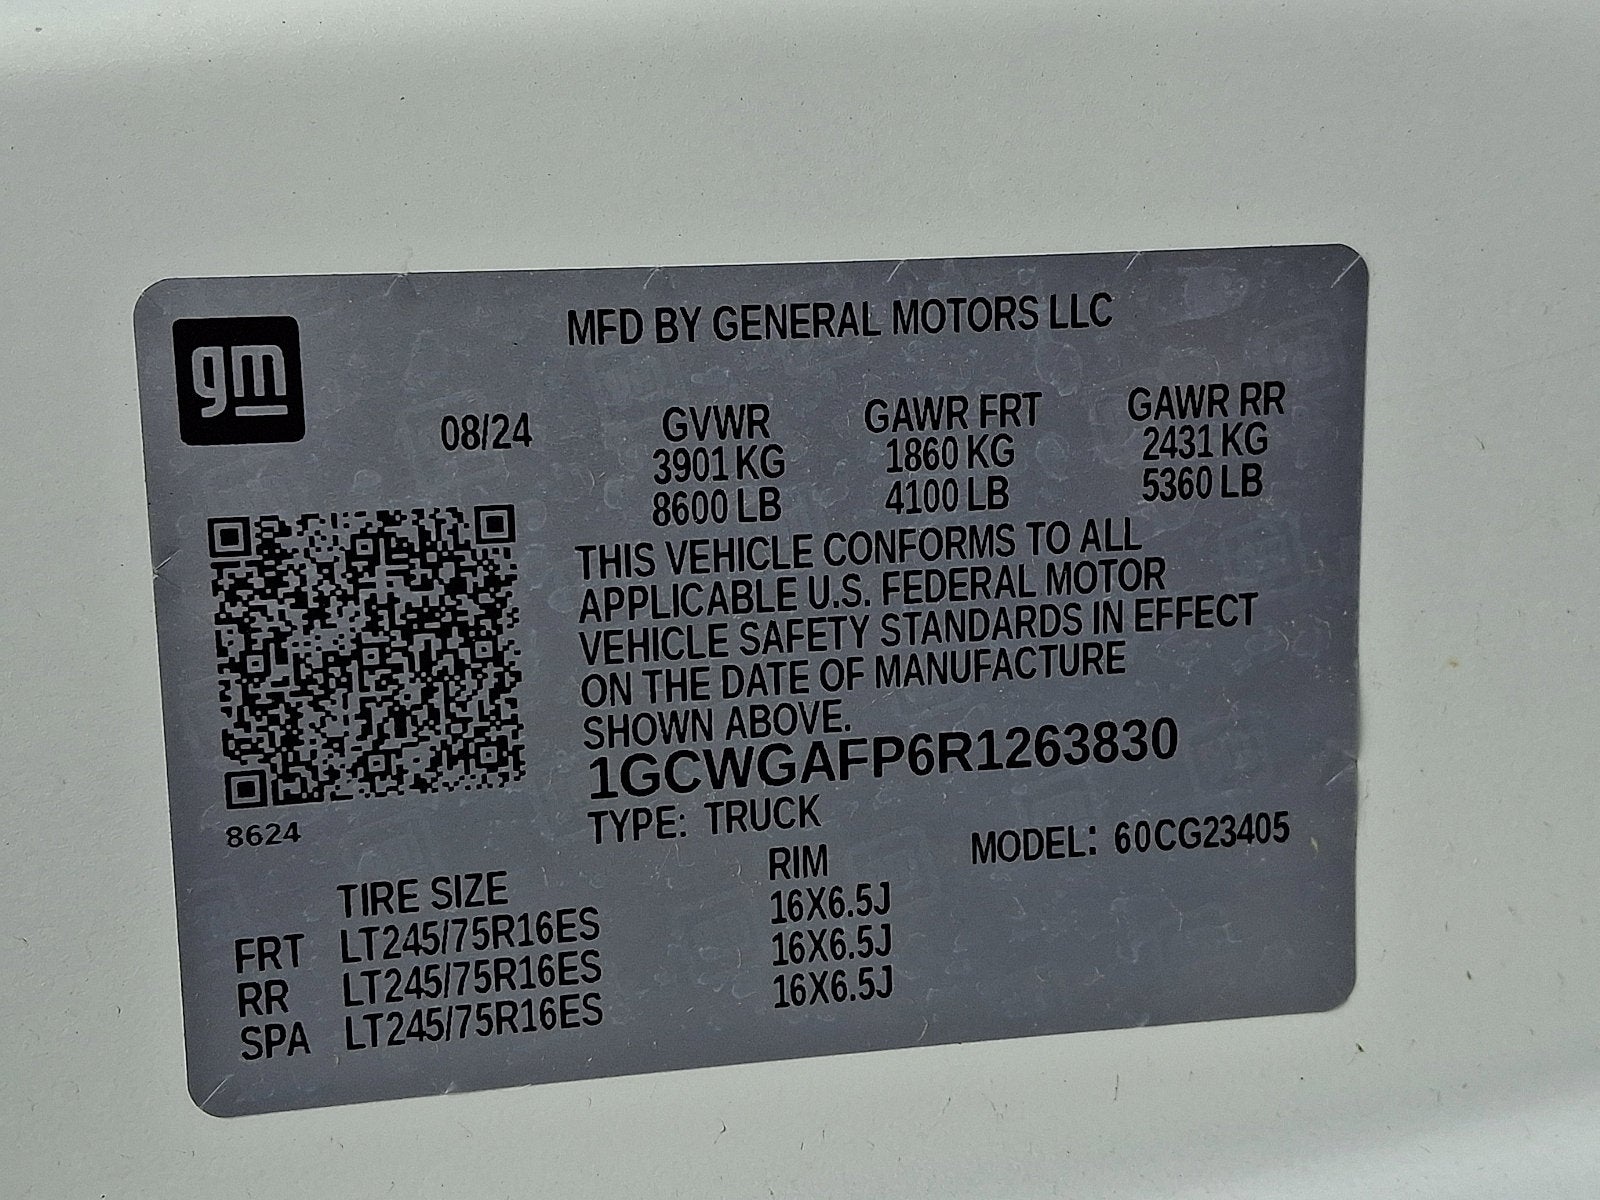 gm
MFD BY GENERAL MOTORS LLC
08/24 GVWR GAWR FRT GAWR RR
3901 KG 1860 KG 2431 KG
8600 LB 4100 LB 5360 LB
THIS VEHICLE CONFORMS TO ALL
APPLICABLE U.S. FEDERAL MOTOR
VEHICLE SAFETY STANDARDS IN EFFECT
ON THE DATE OF MANUFACTURE
SHOWN ABOVE.
1GCWGAFP6R1263830
8624 TYPE: TRUCK
MODEL: 60CG23405
TIRE SIZE RIM
FRT LT245/75R16ES 16X6.5J
RR LT245/75R16ES 16X6.5J
SPA LT245/75R16ES 16X6.5J